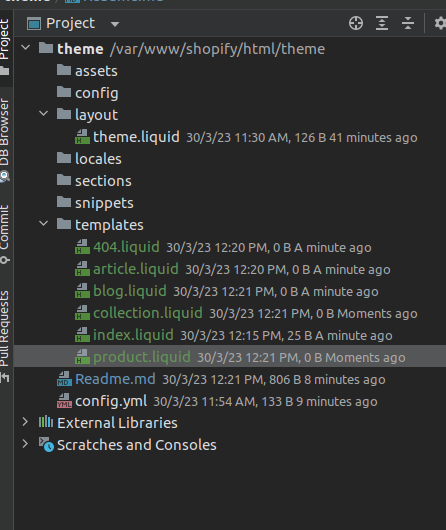 Project
theme /var/www/shopify/html/theme
assets
config
layout
theme.liquid 30/3/23 11:30 AM, 126 B 41 minutes ago
locales
sections
snippets
templates
404.liquid 30/3/23 12:20 PM, 0 B A minute ago
article.liquid 30/3/23 12:20 PM, 0 B A minute ago
blog.liquid 30/3/23 12:21 PM, 0 B A minute ago
collection.liquid 30/3/23 12:21 PM, 0 B Moments ago
index.liquid 30/3/23 12:15 PM, 25 B A minute ago
product.liquid 30/3/23 12:21 PM, 0 B Moments ago
Readme.md 30/3/23 12:21 PM, 806 B 8 minutes ago
config.yml 30/3/23 11:54 AM, 133 B 9 minutes ago
External Libraries
Scratches and Consoles
Project
DB Browser
Commit
Pull Requests